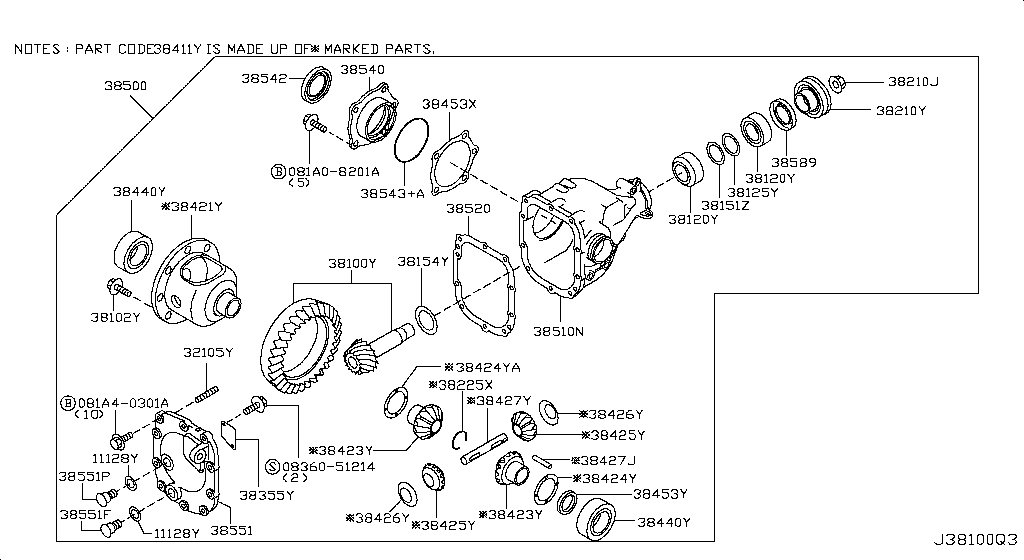 NOTES : PART CODE38411Y IS MADE UP OF※ MARKED PARTS.
38500
38542
38540
38453X
38210J
38210Y
38589
38120Y
38125Y
38151Z
38120Y
B 081A0-8201A
(5)
38543+A
38440Y
※38421Y
38520
38102Y
38100Y
38154Y
38510N
32105Y
※38424YA
※38225X
※38427Y
※38426Y
※38425Y
B 081A4-0301A
(10)
※38423Y
※38427J
※38424Y
11128Y
S 08360-51214
(2)
38551P
38355Y
38453Y
38551F
※38426Y
※38425Y
※38423Y
38440Y
11128Y
38551
J38100Q3